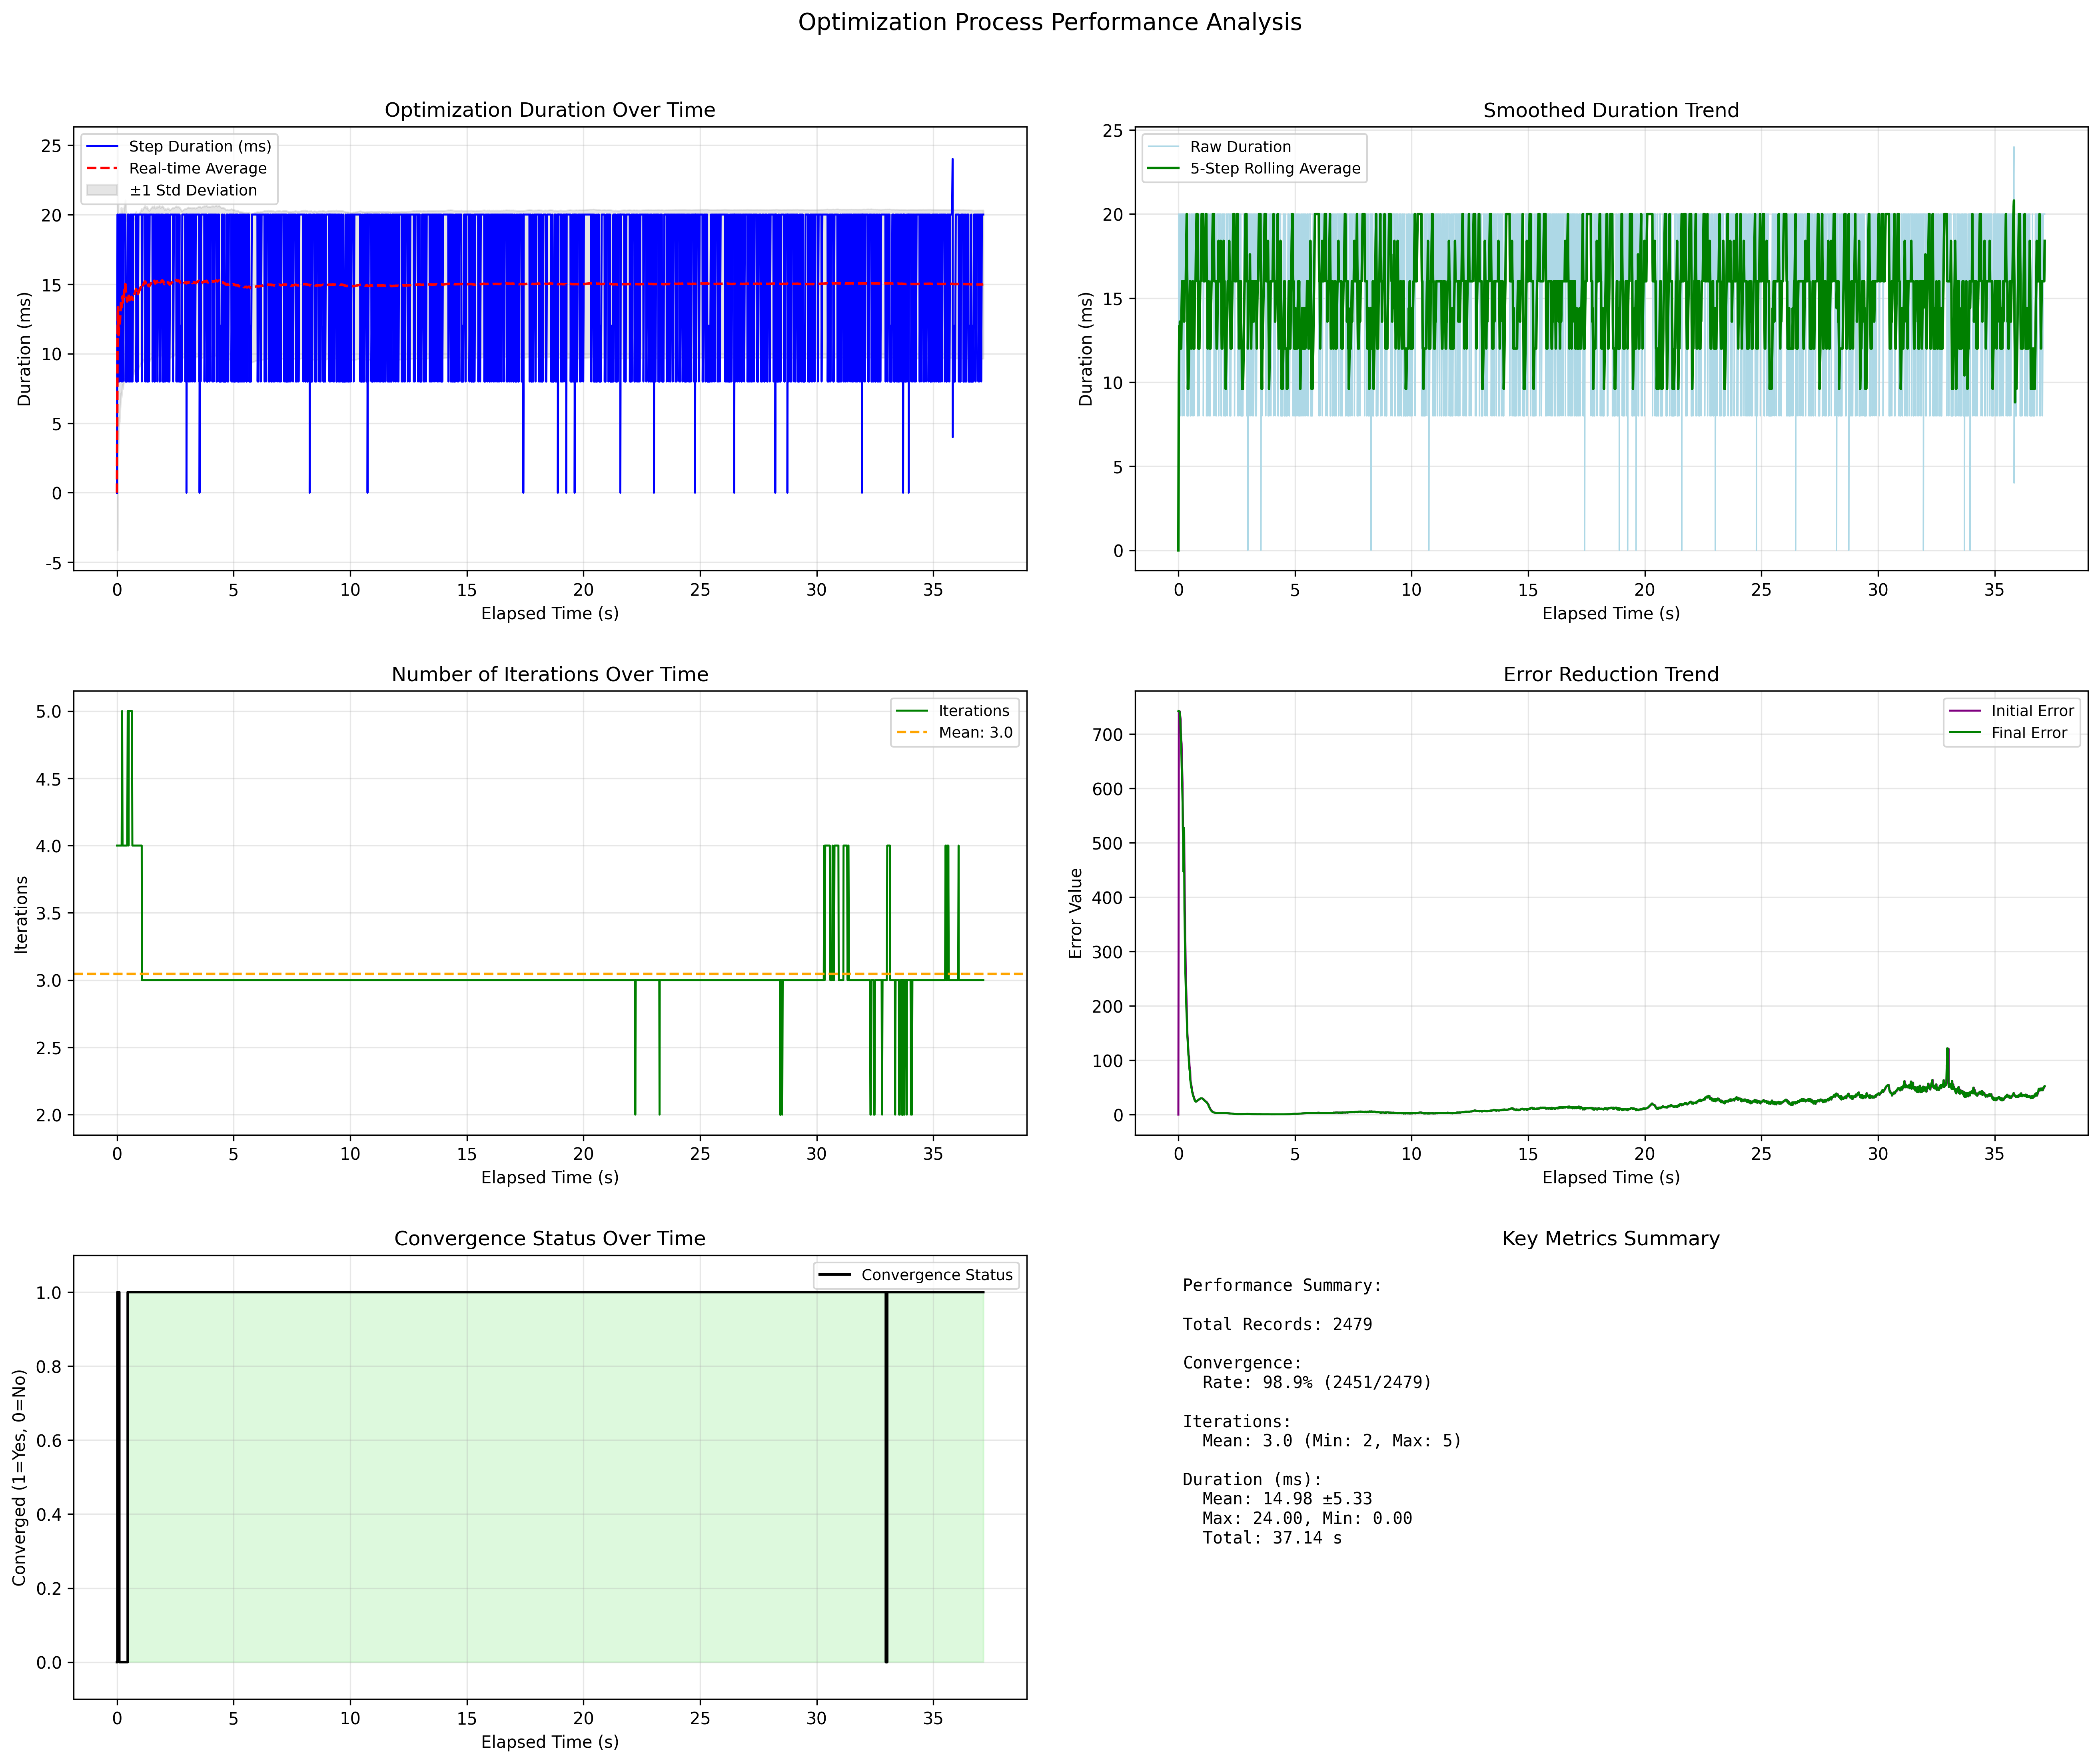 Optimization Process Performance Analysis
Optimization Duration Over Time
Step Duration (ms)
Real-time Average
±1 Std Deviation
25
20
15
10
5
0
-5
Duration (ms)
0 5 10 15 20 25 30 35
Elapsed Time (s)
Smoothed Duration Trend
Raw Duration
5-Step Rolling Average
25
20
15
10
5
0
Duration (ms)
0 5 10 15 20 25 30 35
Elapsed Time (s)
Number of Iterations Over Time
Iterations
Mean: 3.0
5.0
4.5
4.0
3.5
3.0
2.5
2.0
Iterations
0 5 10 15 20 25 30 35
Elapsed Time (s)
Error Reduction Trend
Initial Error
Final Error
700
600
500
400
300
200
100
0
Error Value
0 5 10 15 20 25 30 35
Elapsed Time (s)
Convergence Status Over Time
Convergence Status
1.0
0.8
0.6
0.4
0.2
0.0
Converged (1=Yes, 0=No)
0 5 10 15 20 25 30 35
Elapsed Time (s)
Key Metrics Summary
Performance Summary:
Total Records: 2479
Convergence:
Rate: 98.9% (2451/2479)
Iterations:
Mean: 3.0 (Min: 2, Max: 5)
Duration (ms):
Mean: 14.98 ±5.33
Max: 24.00, Min: 0.00
Total: 37.14 s